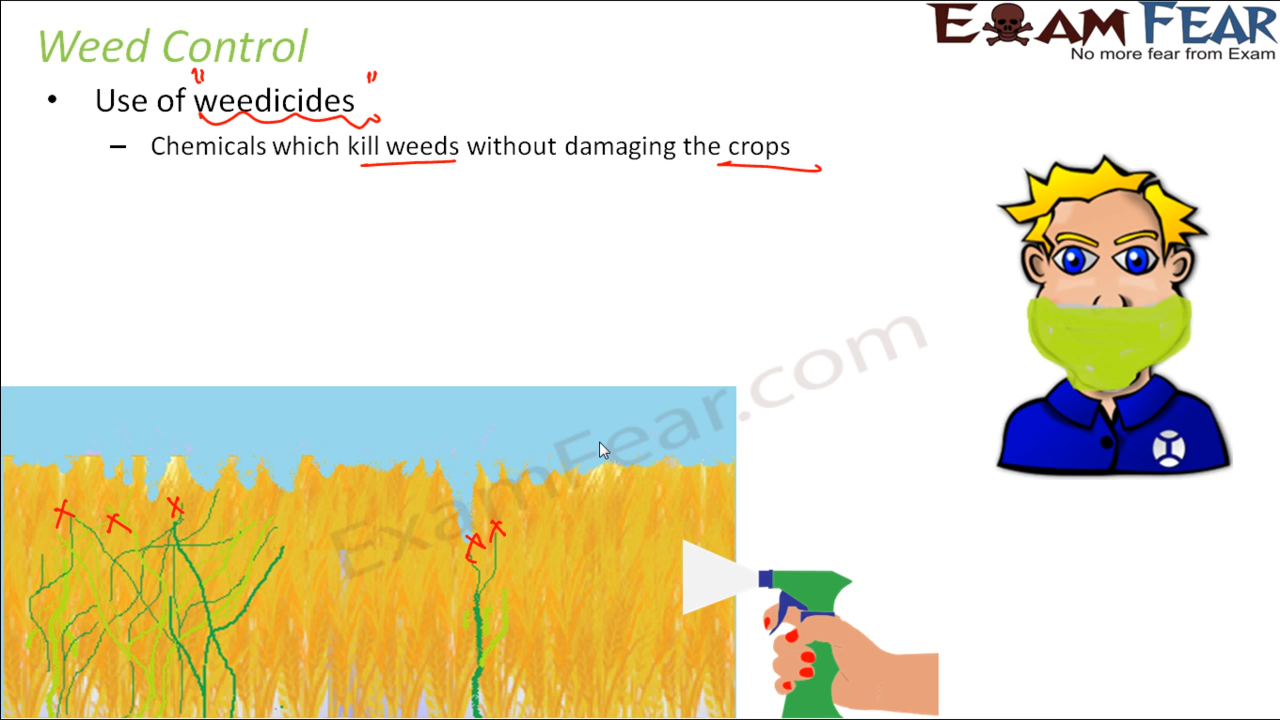 EXAM FEAR
No more fear from Exam
Weed Control
• Use of "weedicides"
– Chemicals which kill weeds without damaging the crops
ExamFear.com